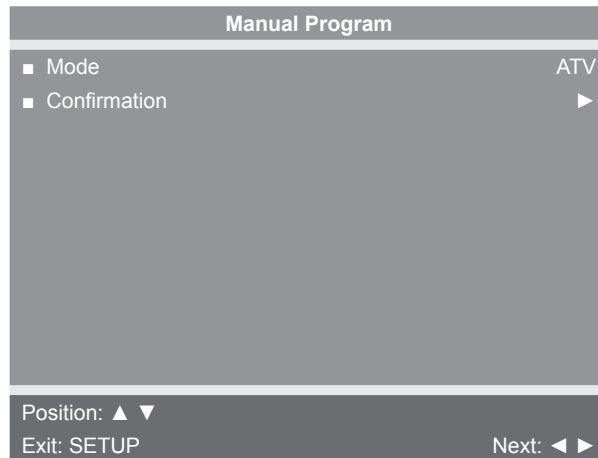 Manual Program
■ Mode ATV
■ Confirmation ►
Position: ▲ ▼
Exit: SETUP Next: ◄ ►